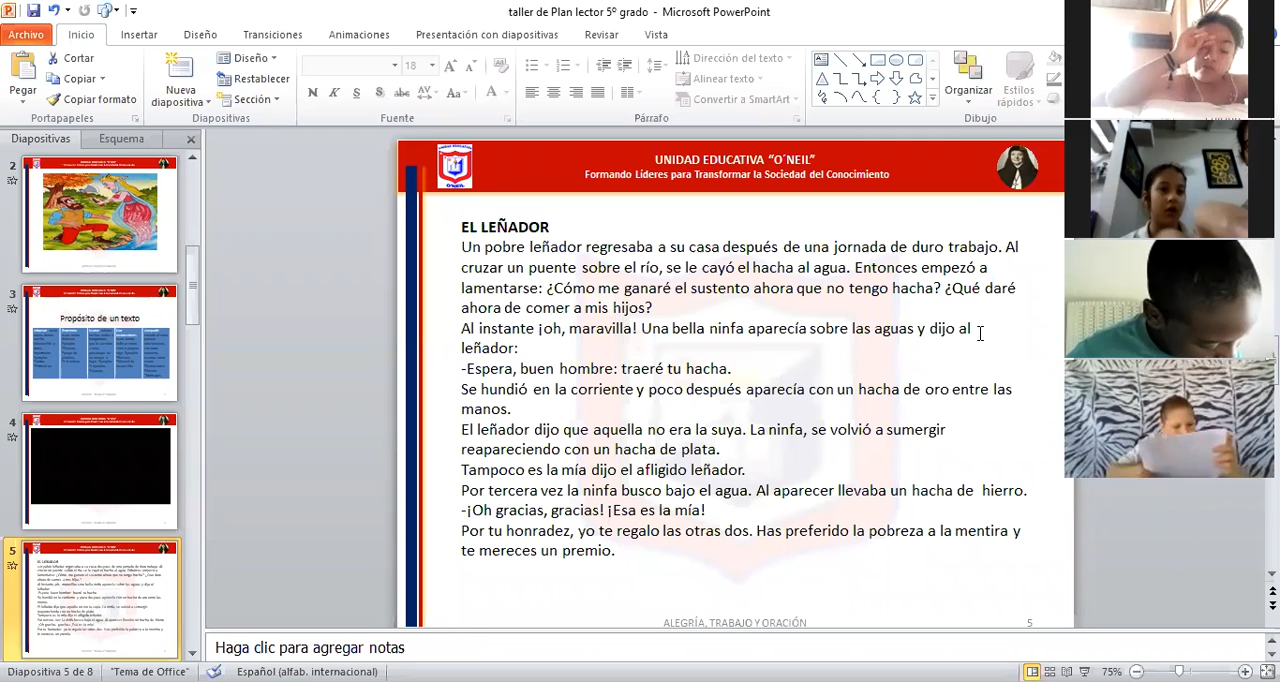 taller de Plan lector 5º grado - Microsoft PowerPoint
Archivo Inicio Insertar Diseño Transiciones Animaciones Presentación con diapositivas Revisar Vista
Pegar
Cortar
Copiar
Copiar formato
Portapapeles
Nueva diapositiva
Diseño
Restablecer
Sección
Diapositivas
18
Fuente
Párrafo
Dirección del texto
Alinear texto
Convertir a SmartArt
Organizar
Estilos rápidos
Dibujo
Diapositivas Esquema
2
3
Propósito de un texto
4
5
UNIDAD EDUCATIVA “O´NEIL”
Formando Líderes para Transformar la Sociedad del Conocimiento
EL LEÑADOR
Un pobre leñador regresaba a su casa después de una jornada de duro trabajo. Al
cruzar un puente sobre el río, se le cayó el hacha al agua. Entonces empezó a
lamentarse: ¿Cómo me ganaré el sustento ahora que no tengo hacha? ¿Qué daré
ahora de comer a mis hijos?
Al instante ¡oh, maravilla! Una bella ninfa aparecía sobre las aguas y dijo al
leñador:
-Espera, buen hombre: traeré tu hacha.
Se hundió en la corriente y poco después aparecía con un hacha de oro entre las
manos.
El leñador dijo que aquella no era la suya. La ninfa, se volvió a sumergir
reapareciendo con un hacha de plata.
Tampoco es la mía dijo el afligido leñador.
Por tercera vez la ninfa busco bajo el agua. Al aparecer llevaba un hacha de hierro.
-¡Oh gracias, gracias! ¡Esa es la mía!
Por tu honradez, yo te regalo las otras dos. Has preferido la pobreza a la mentira y
te mereces un premio.
ALEGRÍA, TRABAJO Y ORACIÓN 5
Haga clic para agregar notas
Diapositiva 5 de 8 "Tema de Office" Español (alfab. internacional) 75%